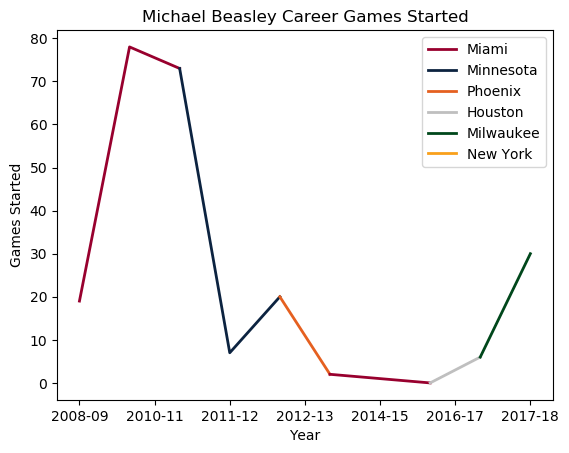 Michael Beasley Career Games Started
80
70
60
50
40
30
20
10
0
Games Started
Miami
Minnesota
Phoenix
Houston
Milwaukee
New York
2008-09 2010-11 2011-12 2012-13 2014-15 2016-17 2017-18
Year